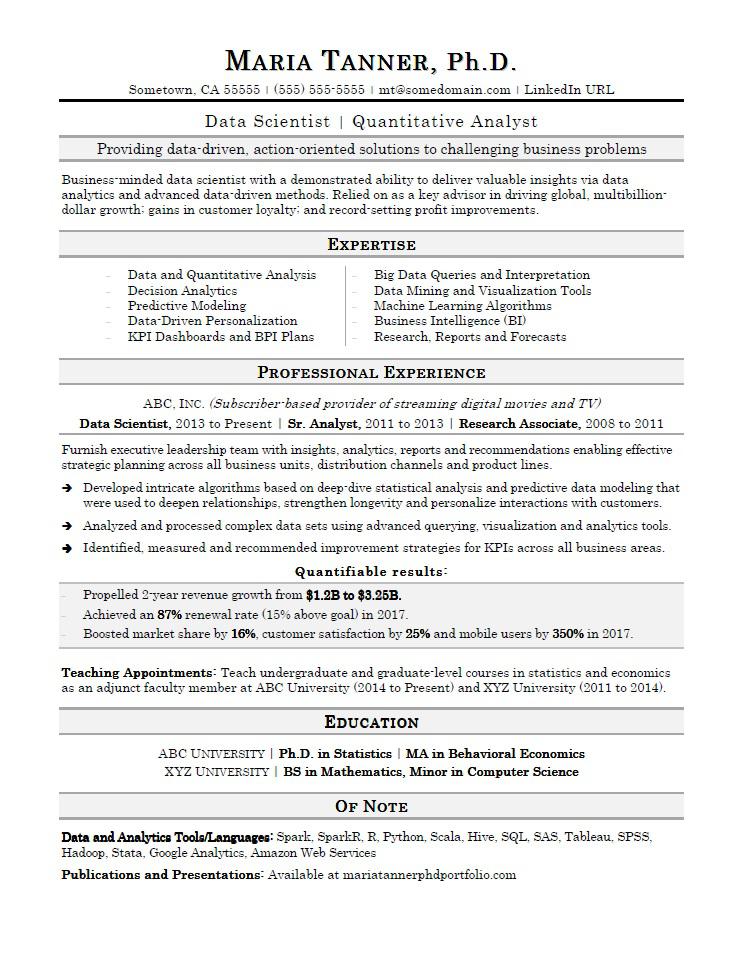 MARIA TANNER, Ph.D.
Sometown, CA 55555 | (555) 555-5555 | mt@somedomain.com | LinkedIn URL
Data Scientist | Quantitative Analyst
Providing data-driven, action-oriented solutions to challenging business problems
Business-minded data scientist with a demonstrated ability to deliver valuable insights via data
analytics and advanced data-driven methods. Relied on as a key advisor in driving global, multibillion-
dollar growth; gains in customer loyalty; and record-setting profit improvements.
EXPERTISE
– Data and Quantitative Analysis
– Decision Analytics
– Predictive Modeling
– Data-Driven Personalization
– KPI Dashboards and BPI Plans
– Big Data Queries and Interpretation
– Data Mining and Visualization Tools
– Machine Learning Algorithms
– Business Intelligence (BI)
– Research, Reports and Forecasts
PROFESSIONAL EXPERIENCE
ABC, INC. (Subscriber-based provider of streaming digital movies and TV)
Data Scientist, 2013 to Present | Sr. Analyst, 2011 to 2013 | Research Associate, 2008 to 2011
Furnish executive leadership team with insights, analytics, reports and recommendations enabling effective
strategic planning across all business units, distribution channels and product lines.
➔ Developed intricate algorithms based on deep-dive statistical analysis and predictive data modeling that
were used to deepen relationships, strengthen longevity and personalize interactions with customers.
➔ Analyzed and processed complex data sets using advanced querying, visualization and analytics tools.
➔ Identified, measured and recommended improvement strategies for KPIs across all business areas.
Quantifiable results:
– Propelled 2-year revenue growth from $1.2B to $3.25B.
– Achieved an 87% renewal rate (15% above goal) in 2017.
– Boosted market share by 16%, customer satisfaction by 25% and mobile users by 350% in 2017.
Teaching Appointments: Teach undergraduate and graduate-level courses in statistics and economics
as an adjunct faculty member at ABC University (2014 to Present) and XYZ University (2011 to 2014).
EDUCATION
ABC UNIVERSITY | Ph.D. in Statistics | MA in Behavioral Economics
XYZ UNIVERSITY | BS in Mathematics, Minor in Computer Science
OF NOTE
Data and Analytics Tools/Languages: Spark, SparkR, R, Python, Scala, Hive, SQL, SAS, Tableau, SPSS,
Hadoop, Stata, Google Analytics, Amazon Web Services
Publications and Presentations: Available at mariatannerphdportfolio.com